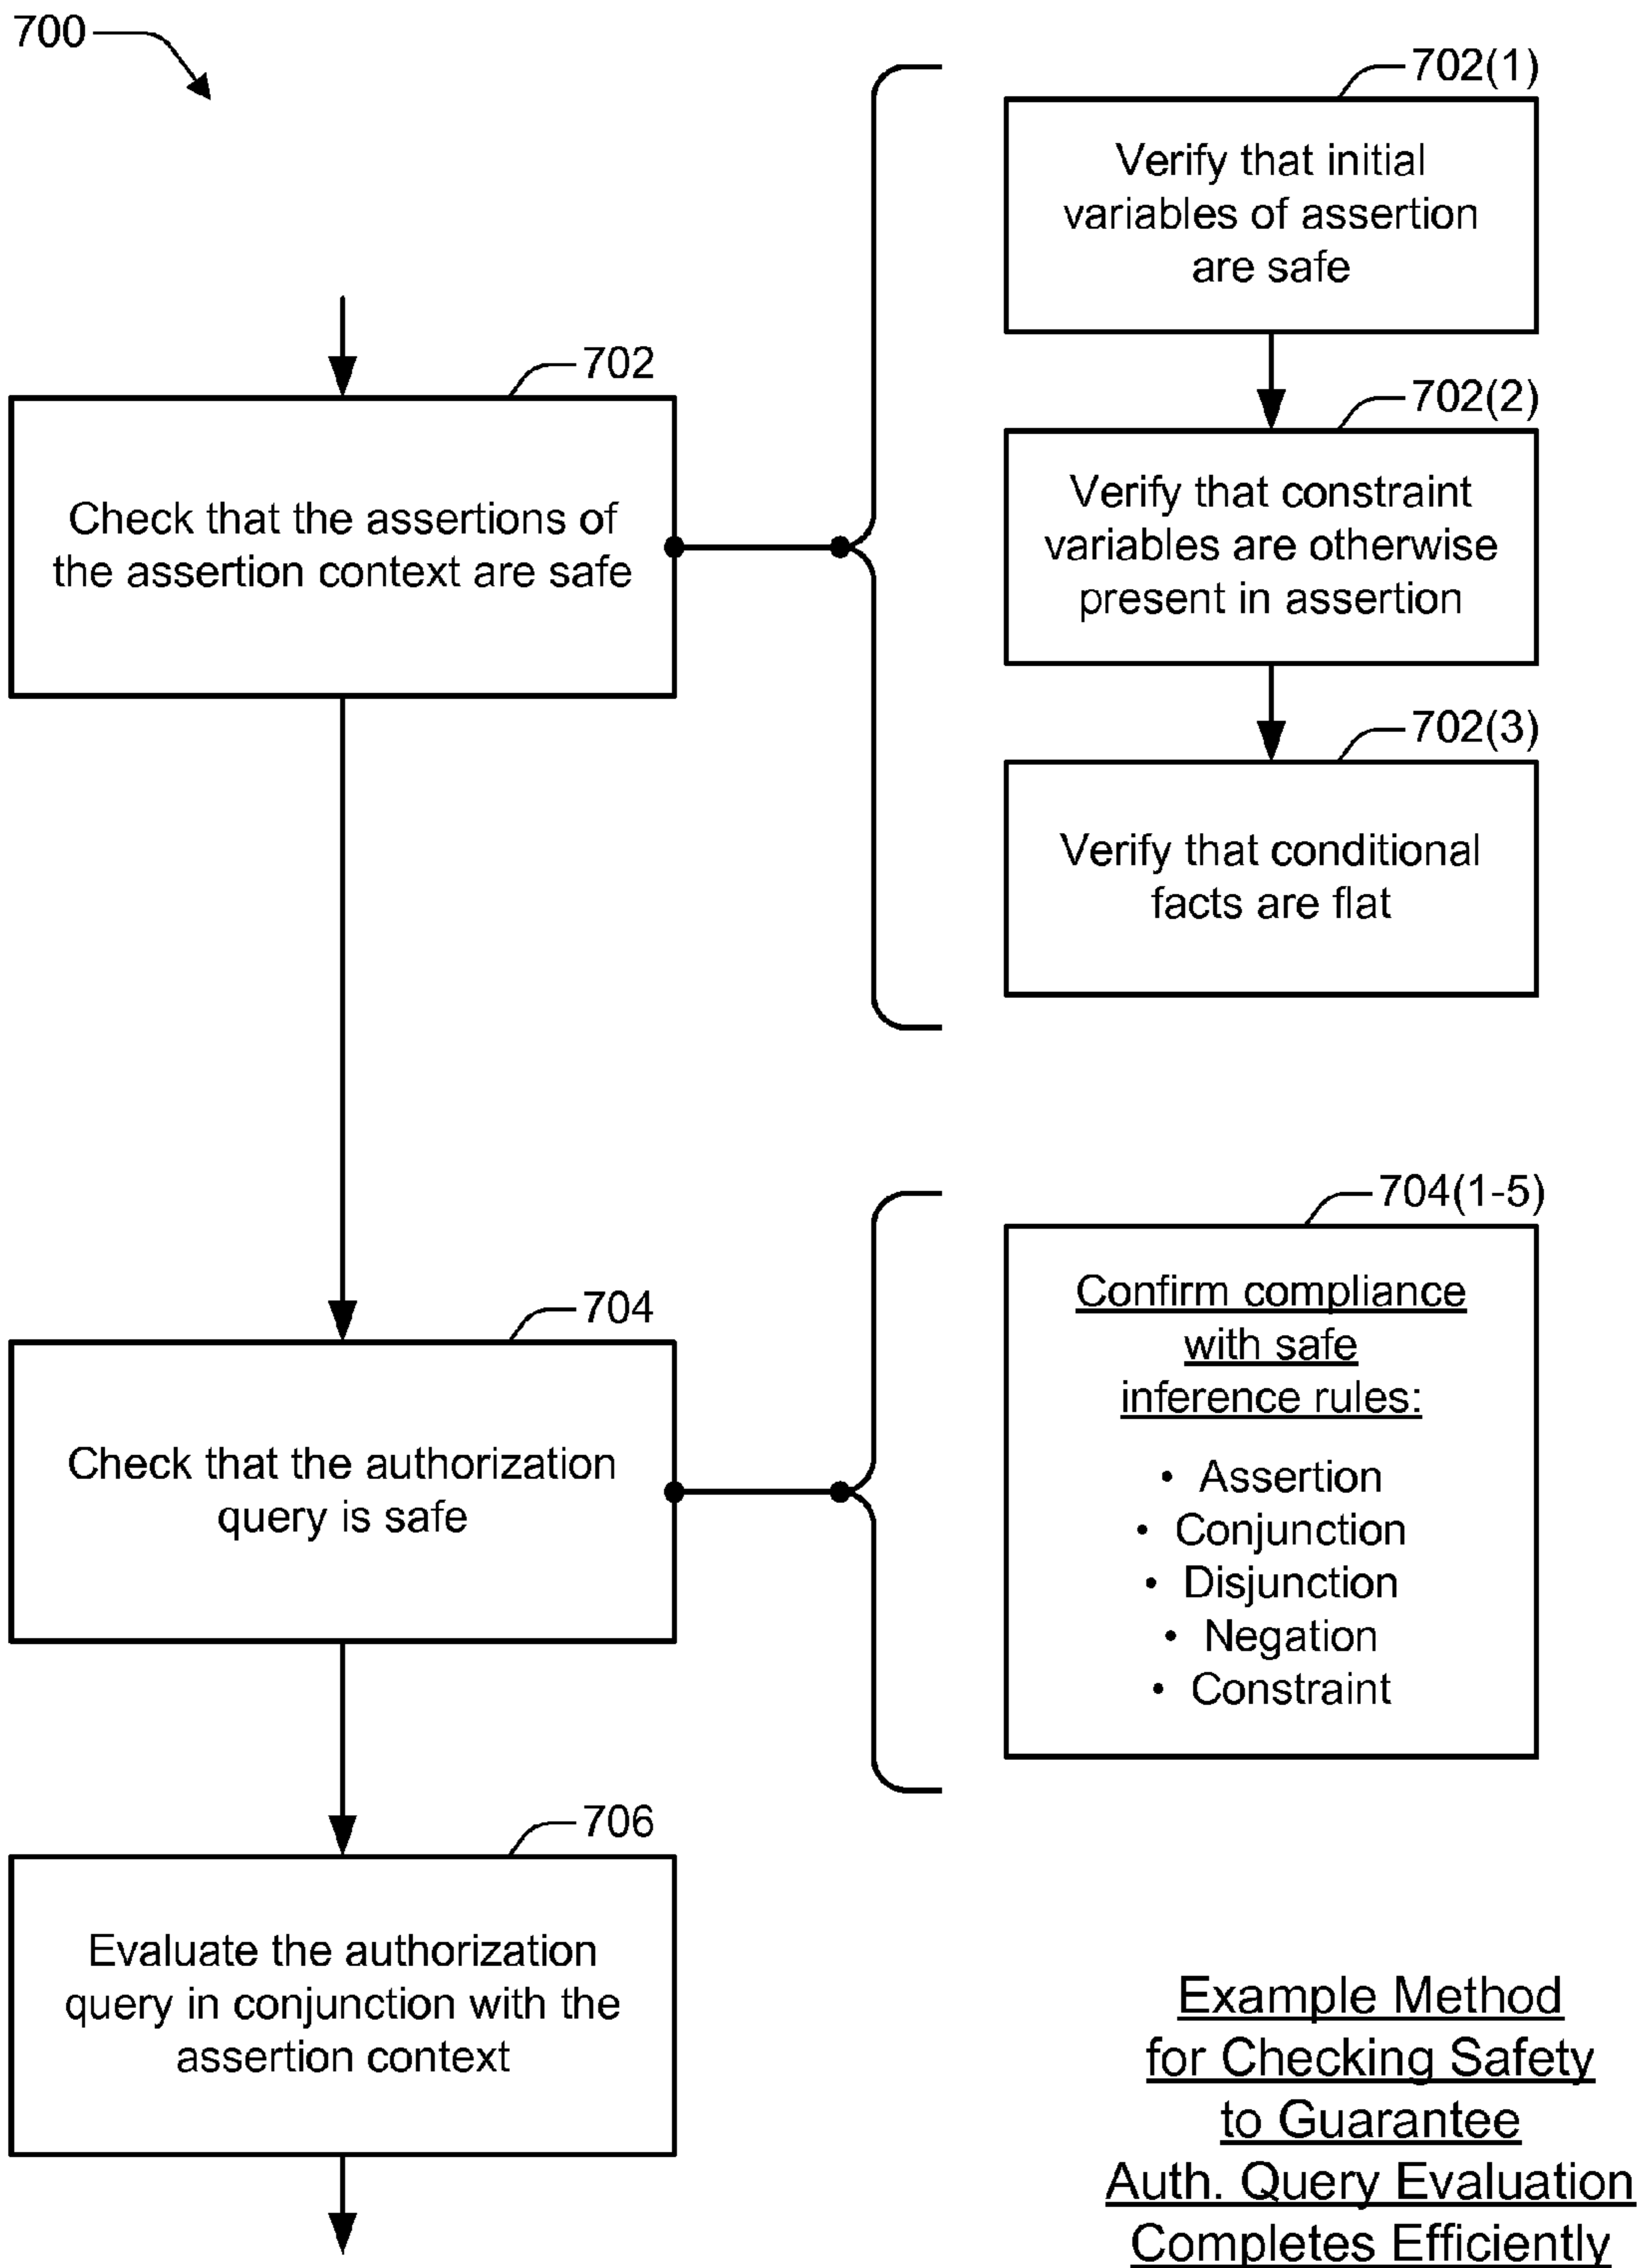 700
702(1)
Verify that initial
variables of assertion
are safe
702
702(2)
Check that the assertions of
the assertion context are safe
Verify that constraint
variables are otherwise
present in assertion
702(3)
Verify that conditional
facts are flat
704(1-5)
704
Confirm compliance
with safe
inference rules:
• Assertion
• Conjunction
• Disjunction
• Negation
• Constraint
Check that the authorization
query is safe
706
Evaluate the authorization
query in conjunction with the
assertion context
Example Method
for Checking Safety
to Guarantee
Auth. Query Evaluation
Completes Efficiently